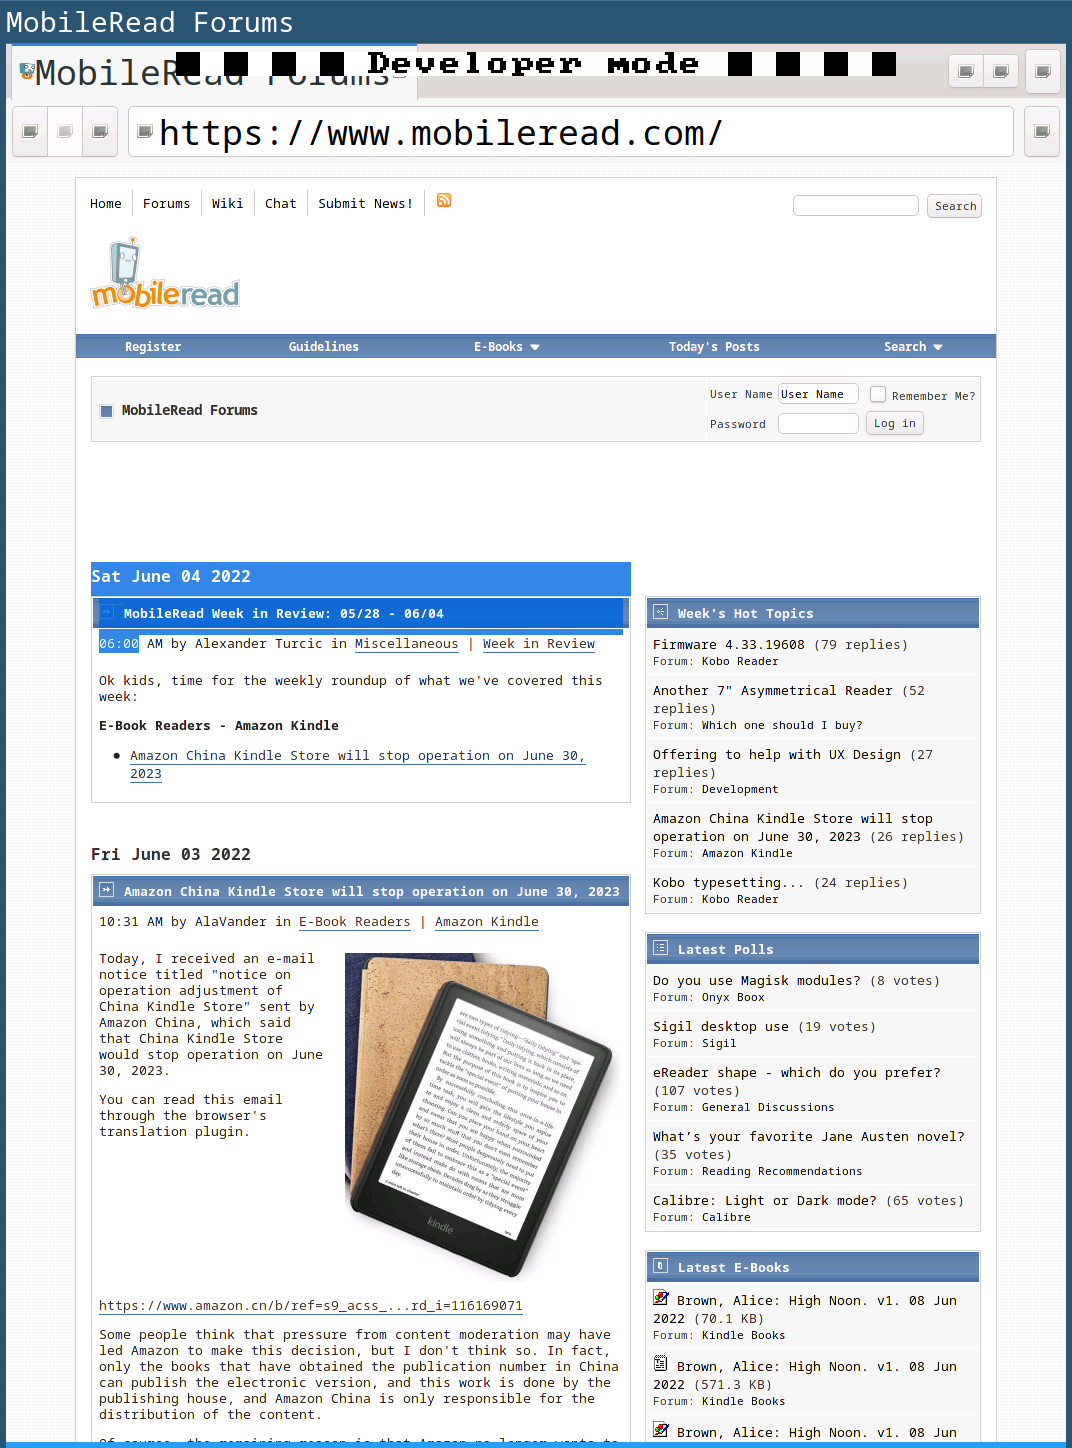 MobileRead Forums
MobileRead Forums
Developer mode
https://www.mobileread.com/
Home Forums Wiki Chat Submit News! Search
mobileread
Register Guidelines E-Books Today's Posts Search
MobileRead Forums
User Name User Name Remember Me?
Password Log in
Sat June 04 2022
MobileRead Week in Review: 05/28 - 06/04
06:00 AM by Alexander Turcic in Miscellaneous | Week in Review
Ok kids, time for the weekly roundup of what we've covered this
week:
E-Book Readers - Amazon Kindle
• Amazon China Kindle Store will stop operation on June 30,
2023
Fri June 03 2022
Amazon China Kindle Store will stop operation on June 30, 2023
10:31 AM by AlaVander in E-Book Readers | Amazon Kindle
Today, I received an e-mail
notice titled "notice on
operation adjustment of
China Kindle Store" sent by
Amazon China, which said
that China Kindle Store
would stop operation on June
30, 2023.
You can read this email
through the browser's
translation plugin.
kindle
https://www.amazon.cn/b/ref=s9_acss_...rd_i=116169071
Some people think that pressure from content moderation may have
led Amazon to make this decision, but I don't think so. In fact,
only the books that have obtained the publication number in China
can publish the electronic version, and this work is done by the
publishing house, and Amazon China is only responsible for the
distribution of the content.
Week's Hot Topics
Firmware 4.33.19608 (79 replies)
Forum: Kobo Reader
Another 7" Asymmetrical Reader (52
replies)
Forum: Which one should I buy?
Offering to help with UX Design (27
replies)
Forum: Development
Amazon China Kindle Store will stop
operation on June 30, 2023 (26 replies)
Forum: Amazon Kindle
Kobo typesetting... (24 replies)
Forum: Kobo Reader
Latest Polls
Do you use Magisk modules? (8 votes)
Forum: Onyx Boox
Sigil desktop use (19 votes)
Forum: Sigil
eReader shape - which do you prefer?
(107 votes)
Forum: General Discussions
What's your favorite Jane Austen novel?
(35 votes)
Forum: Reading Recommendations
Calibre: Light or Dark mode? (65 votes)
Forum: Calibre
Latest E-Books
Brown, Alice: High Noon. v1. 08 Jun
2022 (70.1 KB)
Forum: Kindle Books
Brown, Alice: High Noon. v1. 08 Jun
2022 (571.3 KB)
Forum: Kindle Books
Brown, Alice: High Noon. v1. 08 Jun